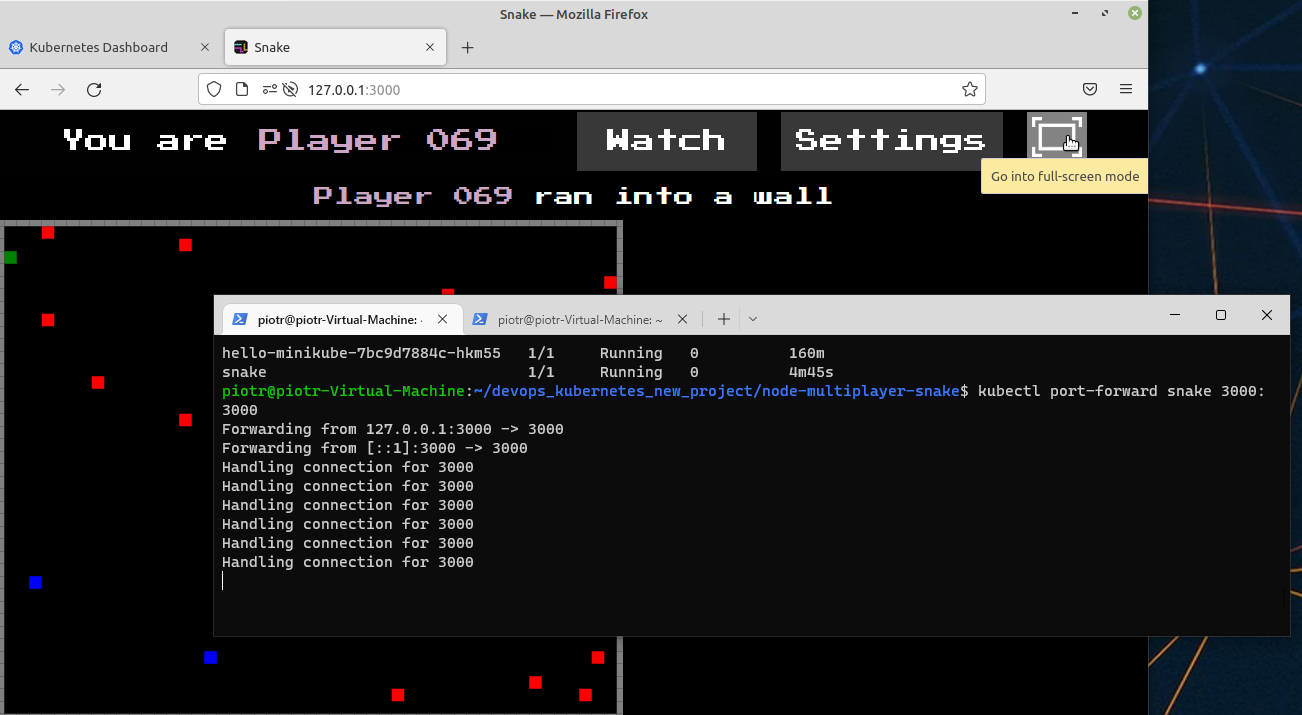 Snake — Mozilla Firefox
Kubernetes Dashboard
Snake
127.0.0.1:3000
You are Player 069
Watch
Settings
Go into full-screen mode
Player 069 ran into a wall
piotr@piotr-Virtual-Machine:
piotr@piotr-Virtual-Machine: ~
hello-minikube-7bc9d7884c-hkm55 1/1 Running 0 160m
snake 1/1 Running 0 4m45s
piotr@piotr-Virtual-Machine:~/devops_kubernetes_new_project/node-multiplayer-snake$ kubectl port-forward snake 3000:
3000
Forwarding from 127.0.0.1:3000 -> 3000
Forwarding from [::1]:3000 -> 3000
Handling connection for 3000
Handling connection for 3000
Handling connection for 3000
Handling connection for 3000
Handling connection for 3000
Handling connection for 3000